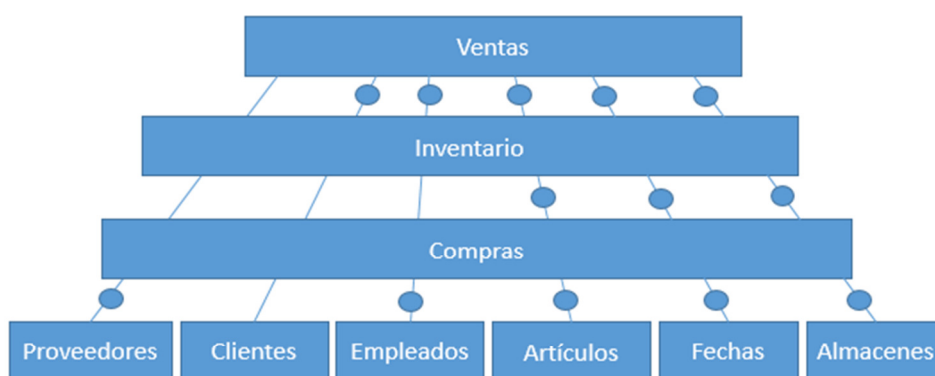 Ventas
Inventario
Compras
Proveedores
Clientes
Empleados
Artículos
Fechas
Almacenes